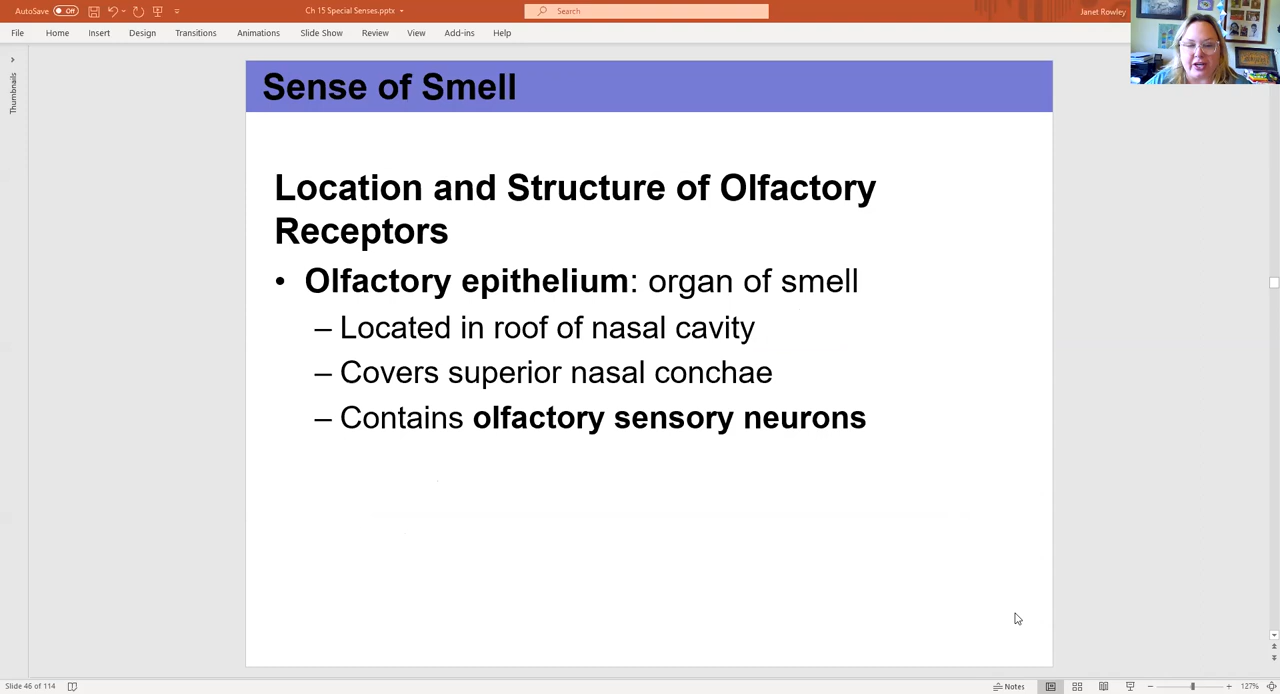 AutoSave Off Ch 15 Special Senses.pptx Search Janet Rowley
File Home Insert Design Transitions Animations Slide Show Review View Add-ins Help
Thumbnails
Sense of Smell
Location and Structure of Olfactory
Receptors
• Olfactory epithelium: organ of smell
– Located in roof of nasal cavity
– Covers superior nasal conchae
– Contains olfactory sensory neurons
Slide 46 of 114 Notes 127%